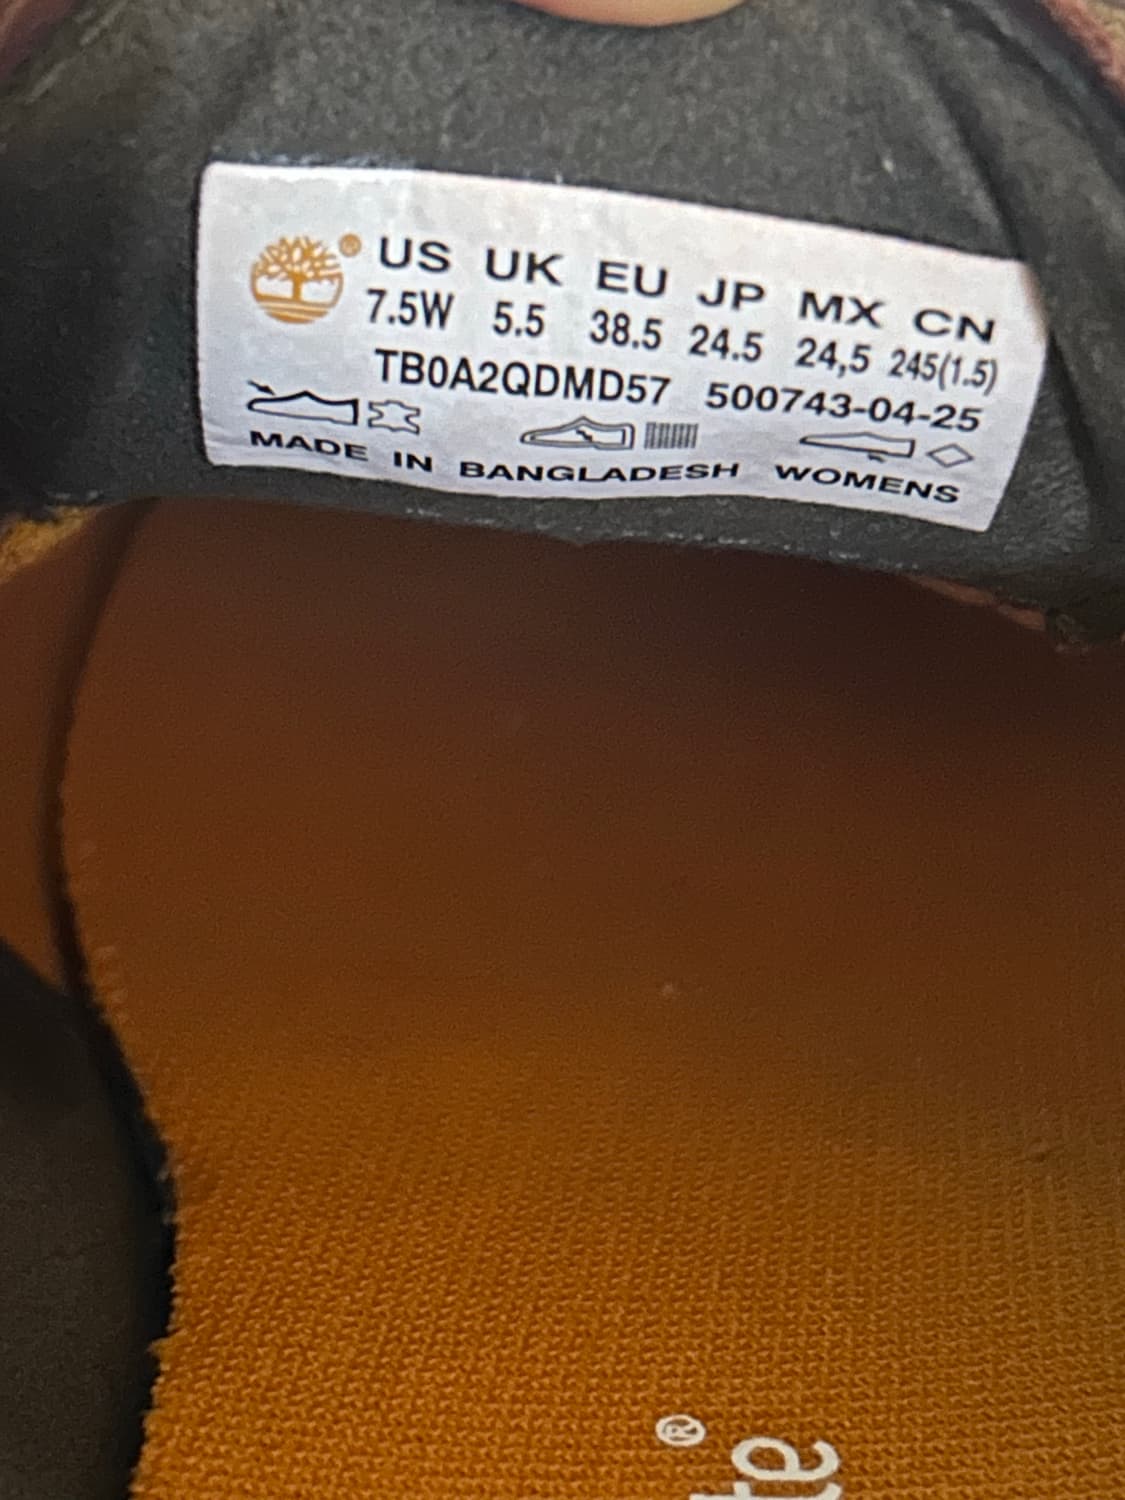 ® US UK EU JP MX CN
7.5W 5.5 38.5 24.5 24,5 245(1.5)
TB0A2QDMD57 500743-04-25
MADE IN BANGLADESH WOMENS
te®